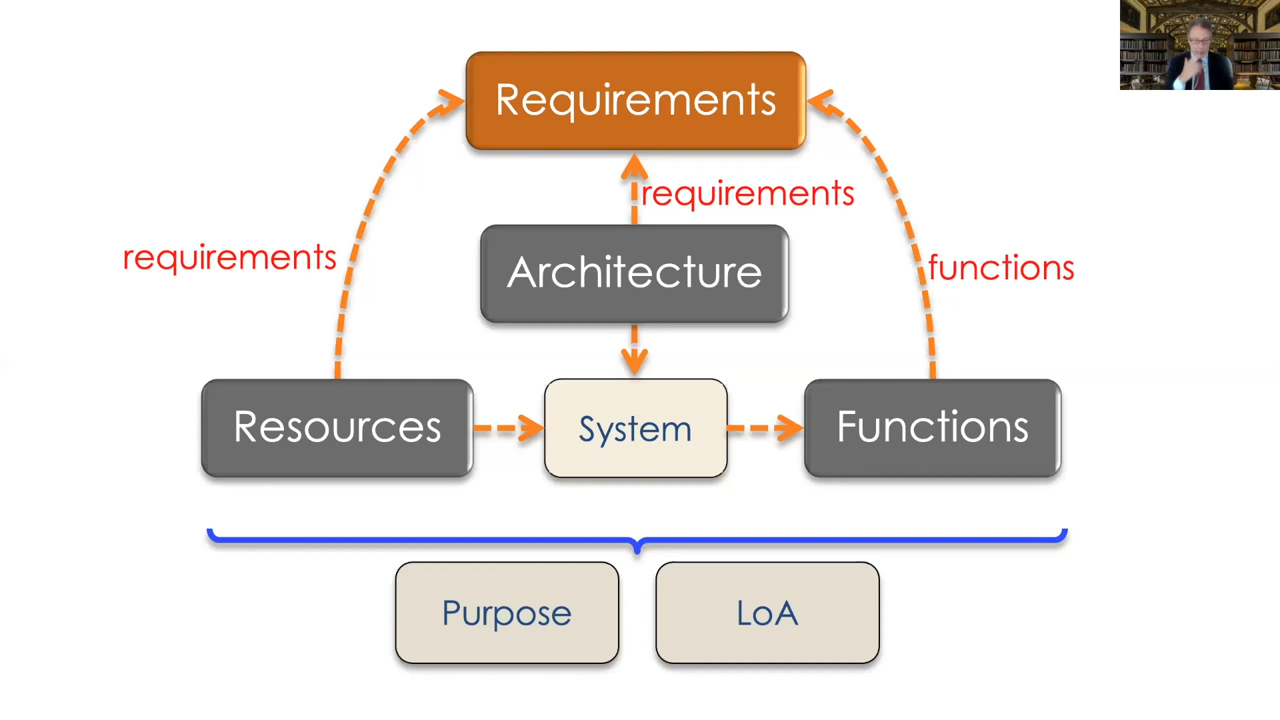 Requirements
requirements
Architecture
requirements
functions
Resources
System
Functions
Purpose
LoA